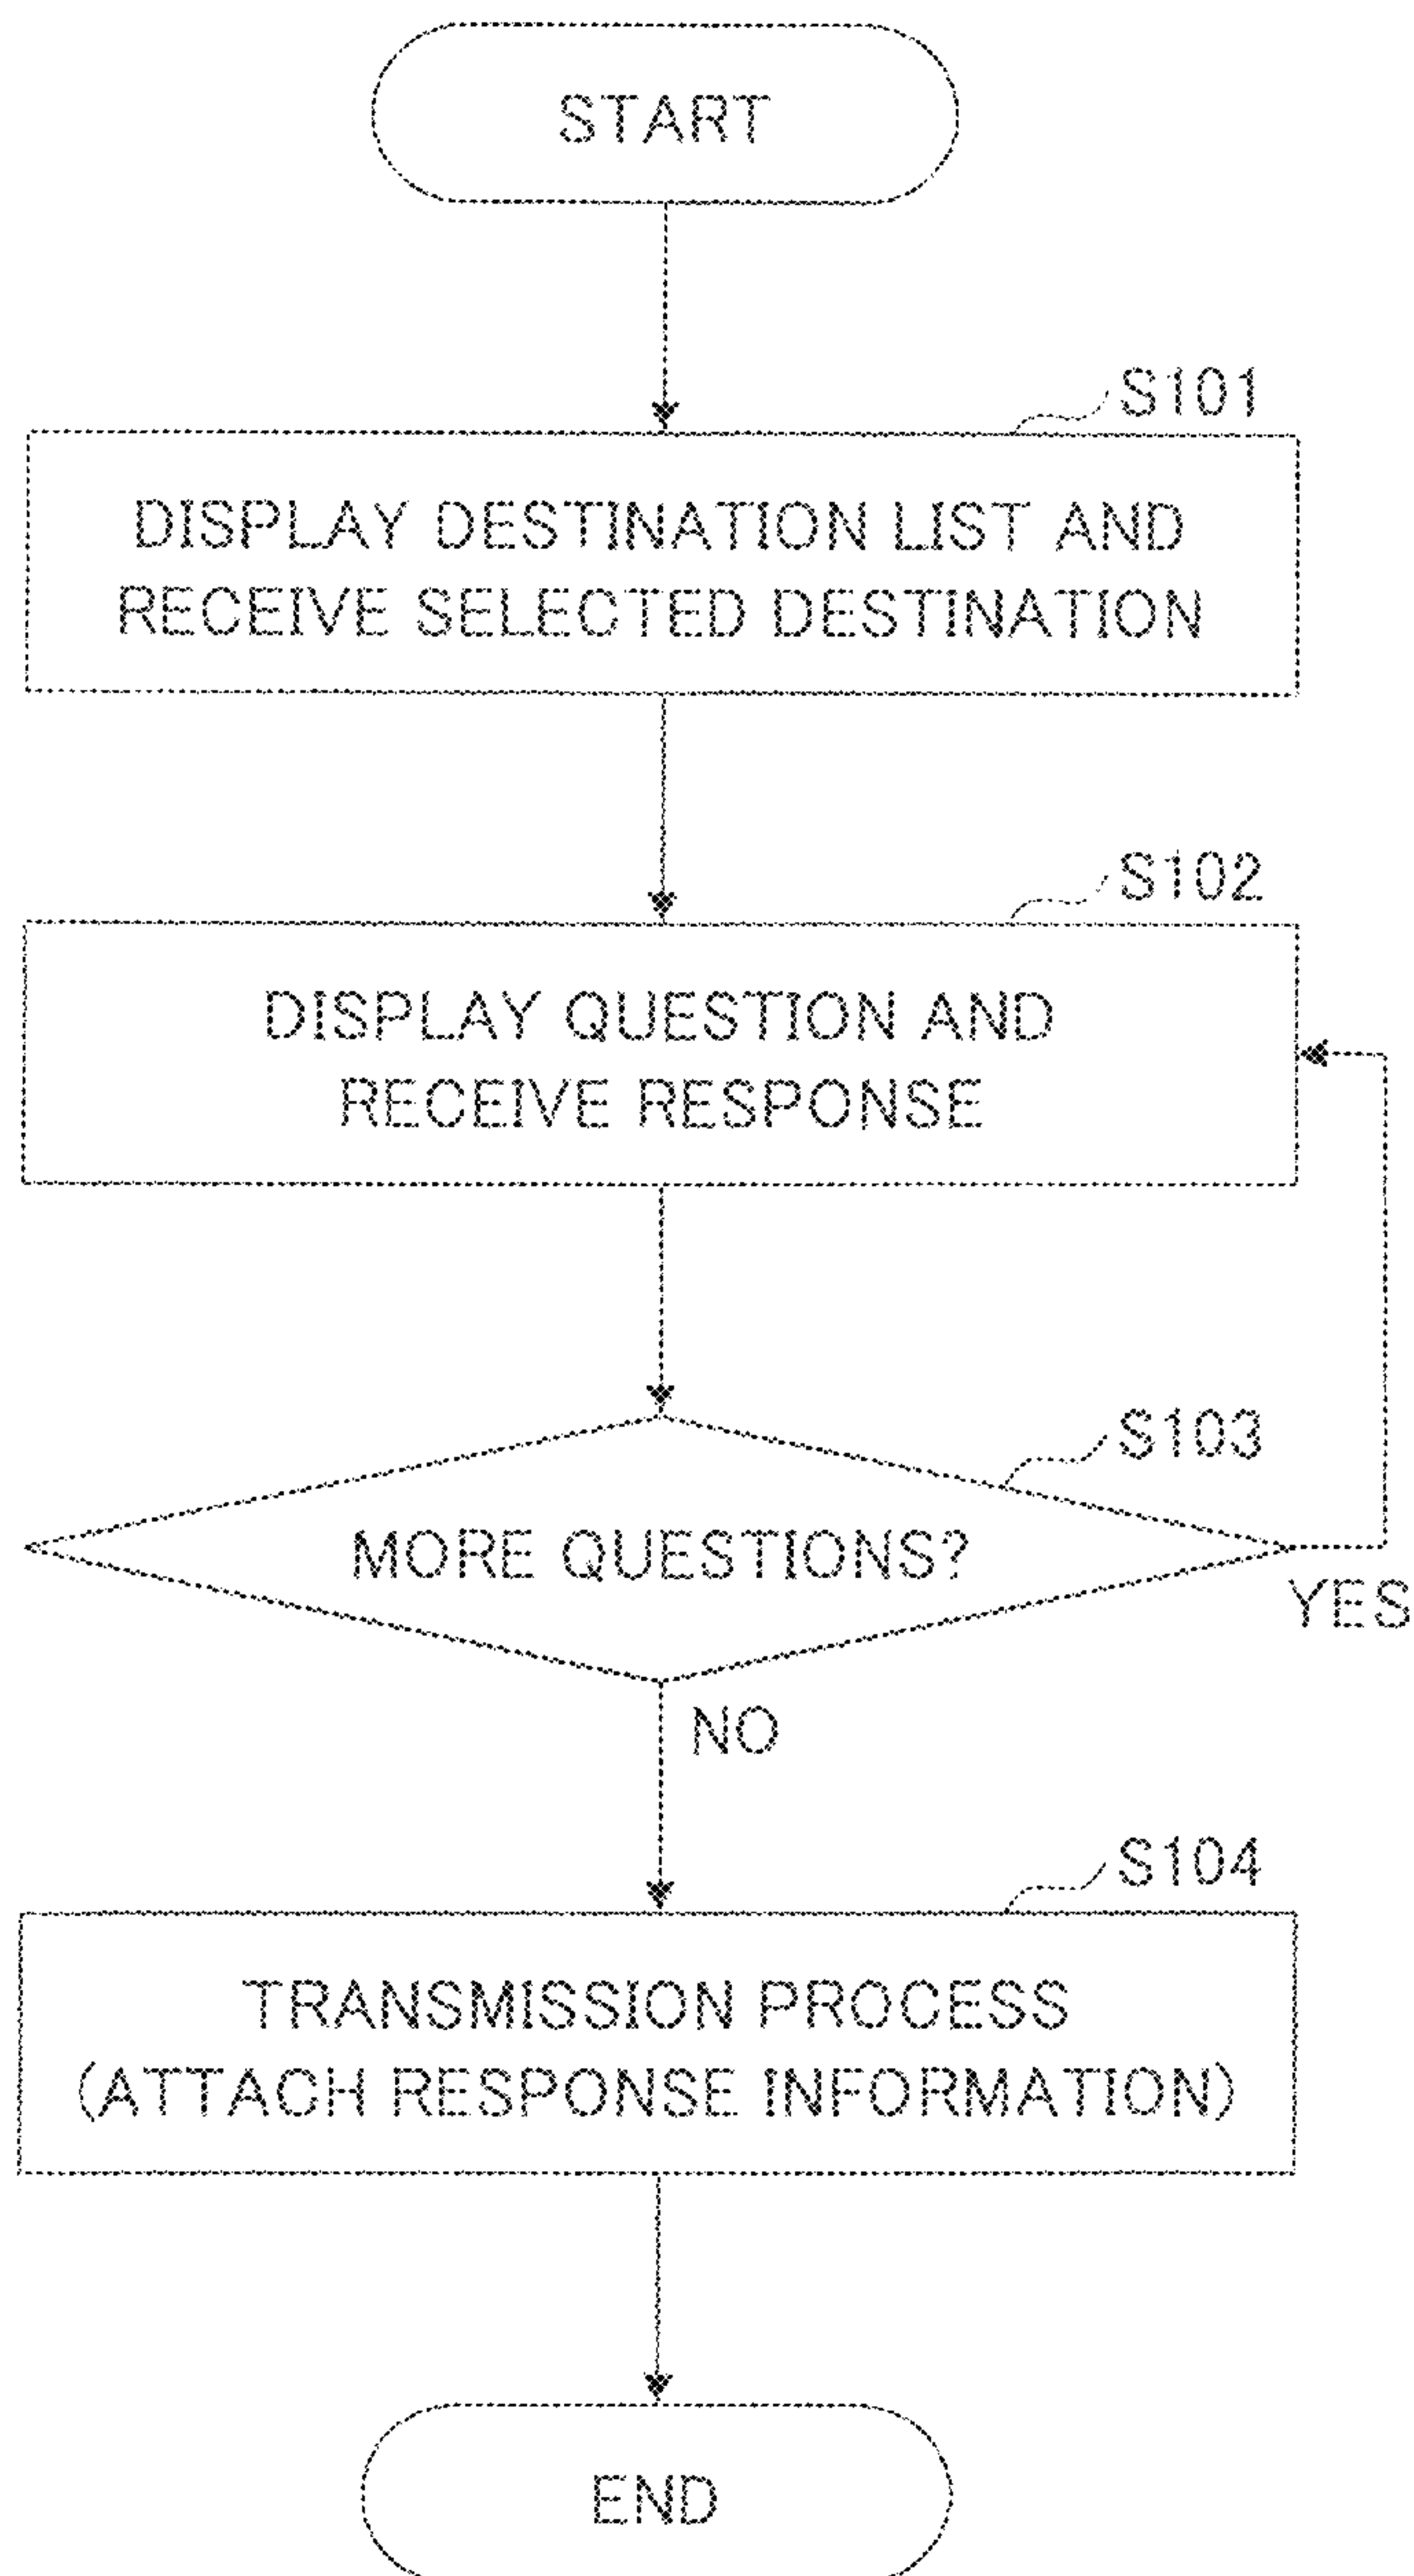 START
S101
DISPLAY DESTINATION LIST AND
RECEIVE SELECTED DESTINATION
S102
DISPLAY QUESTION AND
RECEIVE RESPONSE
S103
MORE QUESTIONS?
YES
NO
S104
TRANSMISSION PROCESS
(ATTACH RESPONSE INFORMATION)
END